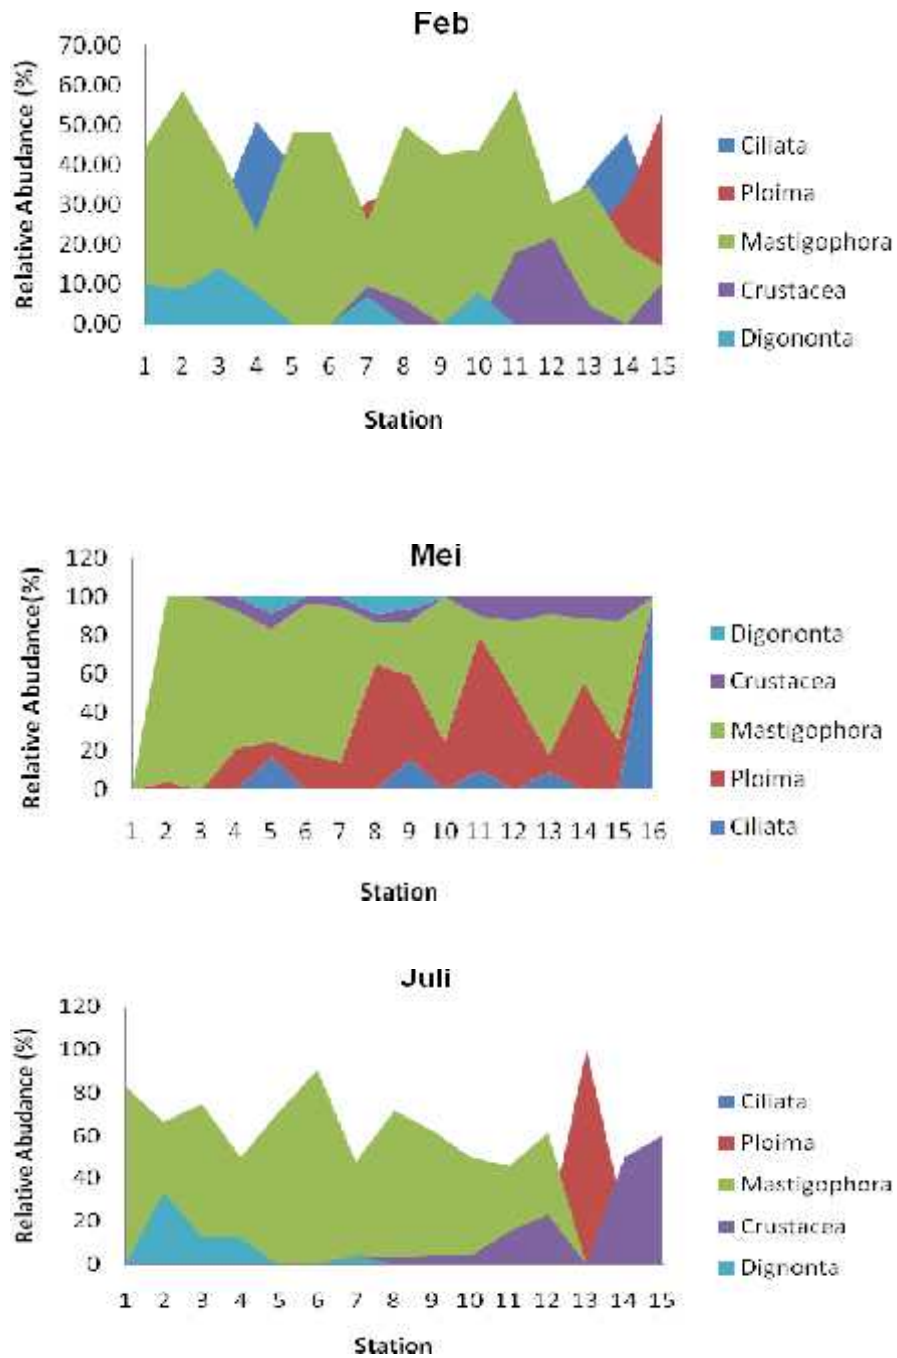 Feb
Relative Abudance (%)
70.00
60.00
50.00
40.00
30.00
20.00
10.00
0.00
1 2 3 4 5 6 7 8 9 10 11 12 13 14 15
Station
Ciliata
Ploima
Mastigophora
Crustacea
Digononta
Mei
Relative Abudance(%)
120
100
80
60
40
20
0
1 2 3 4 5 6 7 8 9 10 11 12 13 14 15 16
Station
Digononta
Crustacea
Mastigophora
Ploima
Ciliata
Juli
Relative Abudance (%)
120
100
80
60
40
20
0
1 2 3 4 5 6 7 8 9 10 11 12 13 14 15
Station
Ciliata
Ploima
Mastigophora
Crustacea
Dignonta